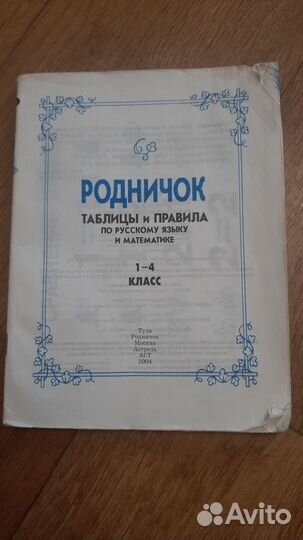 РОДНИЧОК
ТАБЛИЦЫ и ПРАВИЛА
ПО РУССКОМУ ЯЗЫКУ
И МАТЕМАТИКЕ
1–4
КЛАСС
Тула
Родничок
Москва
Астрель
АСТ
2004
Avito